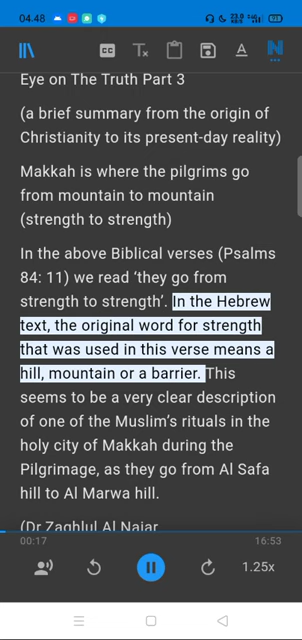 04.48
23.0
KB/S
CC
A
N
Eye on The Truth Part 3
(a brief summary from the origin of
Christianity to its present-day reality)
Makkah is where the pilgrims go
from mountain to mountain
(strength to strength)
In the above Biblical verses (Psalms
84: 11) we read ‘they go from
strength to strength’. In the Hebrew
text, the original word for strength
that was used in this verse means a
hill, mountain or a barrier. This
seems to be a very clear description
of one of the Muslim’s rituals in the
holy city of Makkah during the
Pilgrimage, as they go from Al Safa
hill to Al Marwa hill.
(Dr Zaghlul Al Najar
00:17
16:53
1.25x